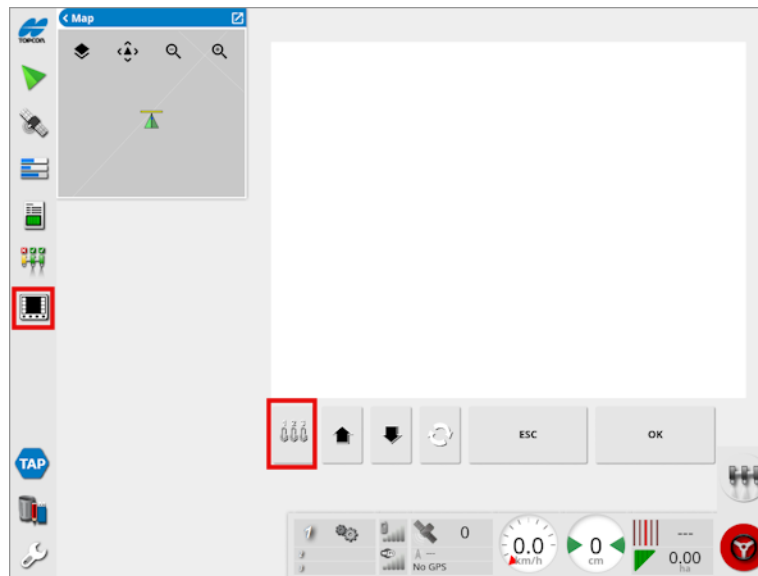 TOPCON
Map
ESC
OK
TAP
0
---
No GPS
0.0
km/h
0
cm
0,00
ha